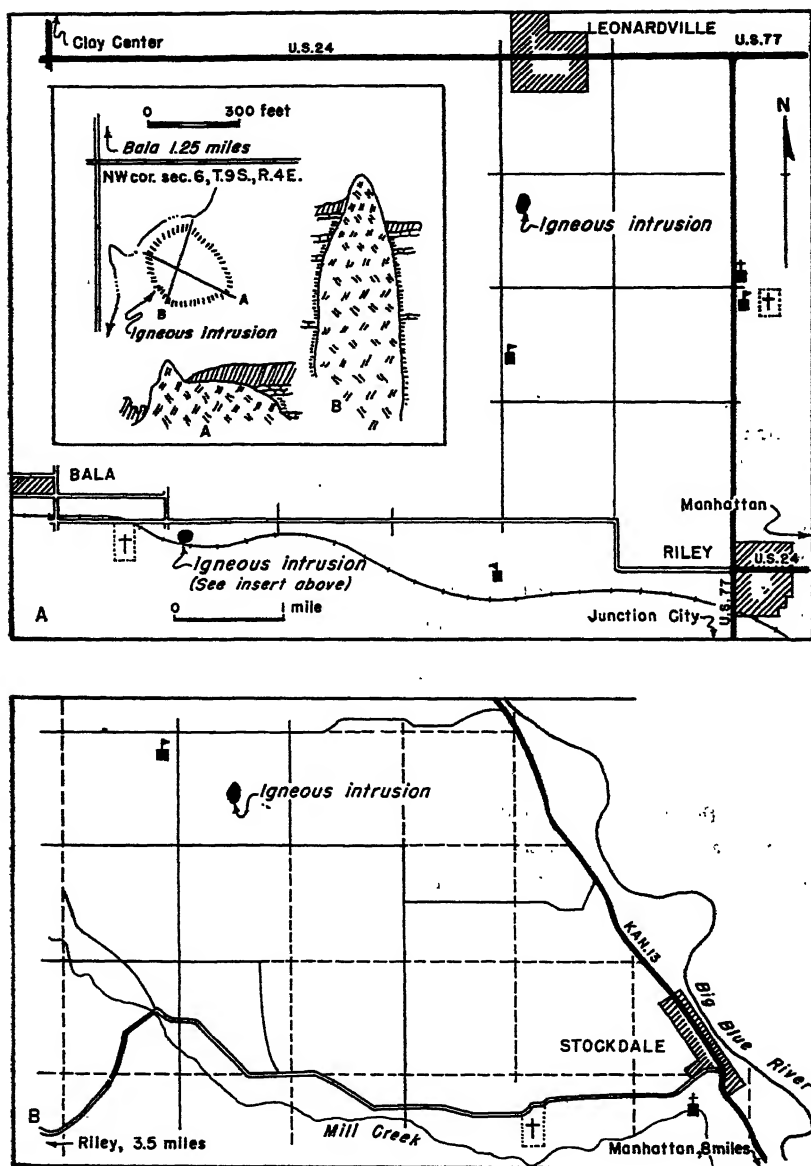 Clay Center
U.S.24
LEONARDVILLE
U.S.77
0 300 feet
Bala 1.25 miles
NW cor. sec. 6, T.9S., R.4E.
A
B
Igneous intrusion
A
B
N
Igneous intrusion
BALA
Manhattan
RILEY
U.S.24
U.S.77
Igneous intrusion
(See insert above)
0 1 mile
Junction City
A
Igneous intrusion
KAN.13
Big Blue River
STOCKDALE
B
Riley, 3.5 miles
Mill Creek
Manhattan, 8 miles